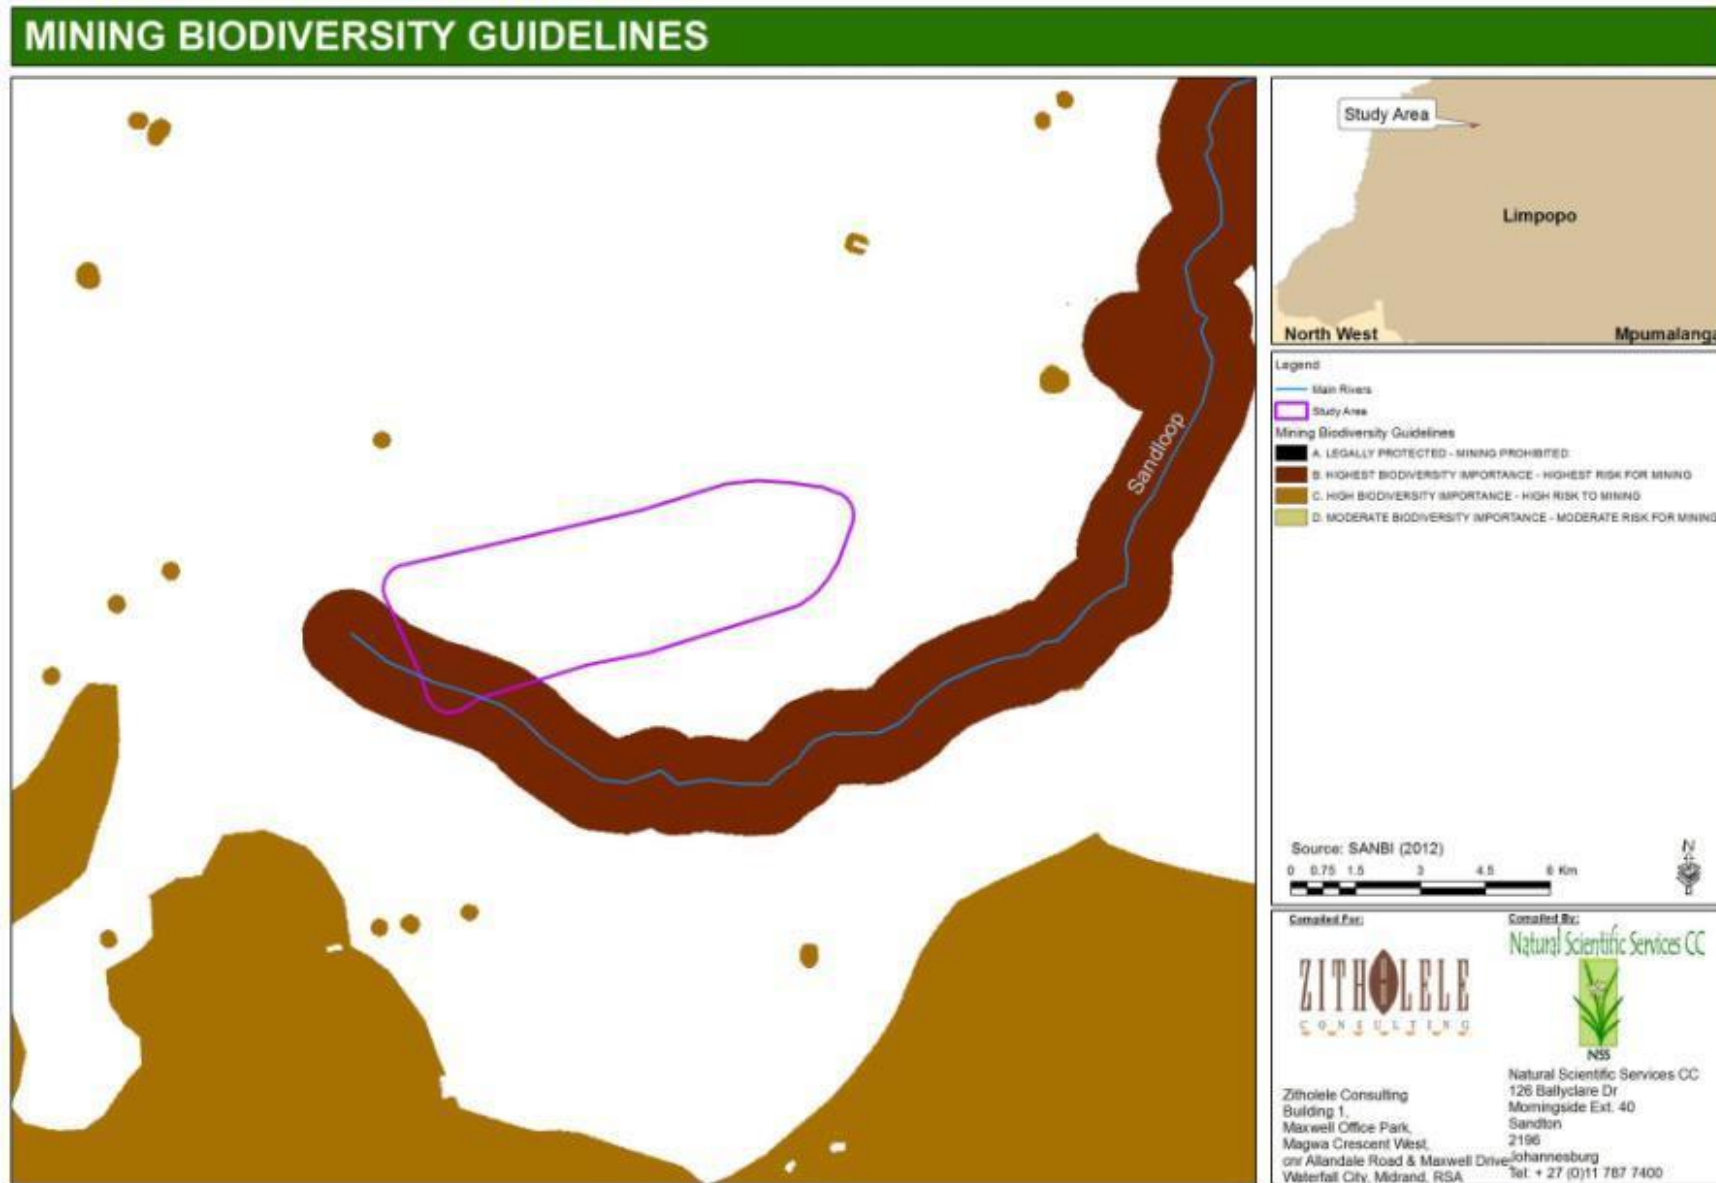 MINING BIODIVERSITY GUIDELINES
Sandloop
Study Area
Limpopo
North West
Mpumalanga
Legend
Main Rivers
Study Area
Mining Biodiversity Guidelines
A. LEGALLY PROTECTED - MINING PROHIBITED
B: HIGHEST BIODIVERSITY IMPORTANCE - HIGHEST RISK FOR MINING
C. HIGH BIODIVERSITY IMPORTANCE - HIGH RISK TO MINING
D: MODERATE BIODIVERSITY IMPORTANCE - MODERATE RISK FOR MINING
Source: SANBI (2012)
N
0 0.75 1.5 3 4.5 6 Km
Compiled For:
ZITHOLELE
CONSULTING
Zitholele Consulting
Building 1,
Maxwell Office Park,
Magwa Crescent West,
cnr Allandale Road & Maxwell Drive
Waterfall City, Midrand, RSA
Compiled By:
Natural Scientific Services CC
NSS
Natural Scientific Services CC
126 Ballyclare Dr
Morningside Ext. 40
Sandton
2196
Johannesburg
Tel: + 27 (0)11 787 7400